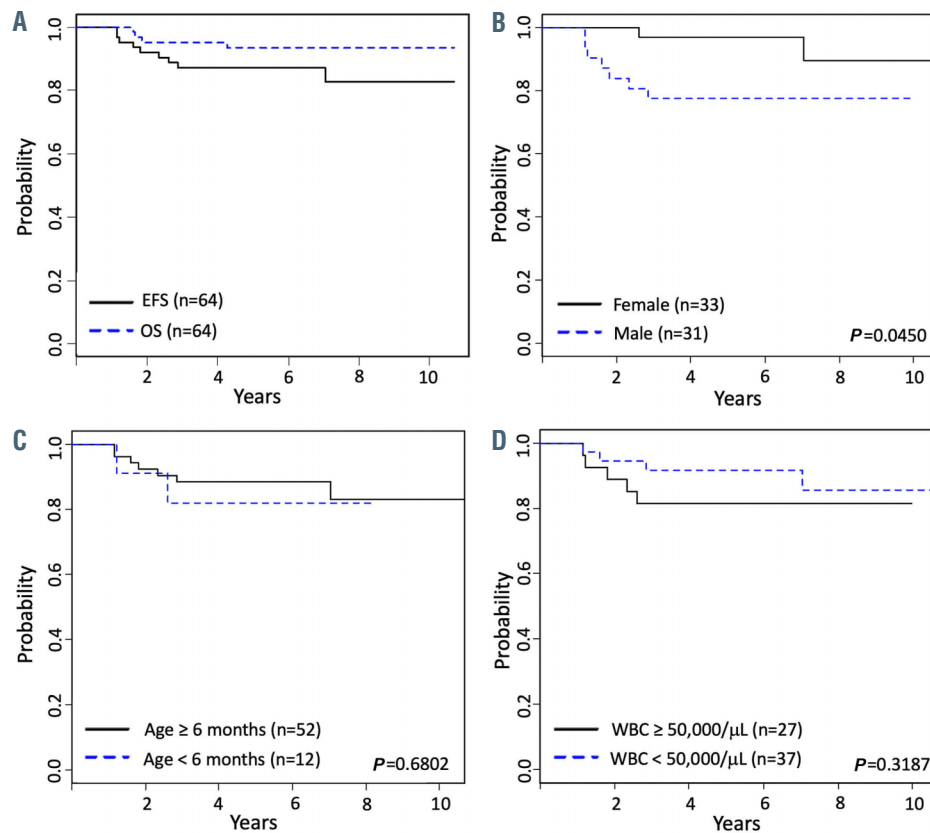 A
Probability
1.0
0.8
0.6
0.4
0.2
0.0
EFS (n=64)
OS (n=64)
2 4 6 8 10
Years
B
Probability
1.0
0.8
0.6
0.4
0.2
0.0
Female (n=33)
Male (n=31)
P=0.0450
2 4 6 8 10
Years
C
Probability
1.0
0.8
0.6
0.4
0.2
0.0
Age ≥ 6 months (n=52)
Age < 6 months (n=12)
P=0.6802
2 4 6 8 10
Years
D
Probability
1.0
0.8
0.6
0.4
0.2
0.0
WBC ≥ 50,000/µL (n=27)
WBC < 50,000/µL (n=37)
P=0.3187
2 4 6 8 10
Years